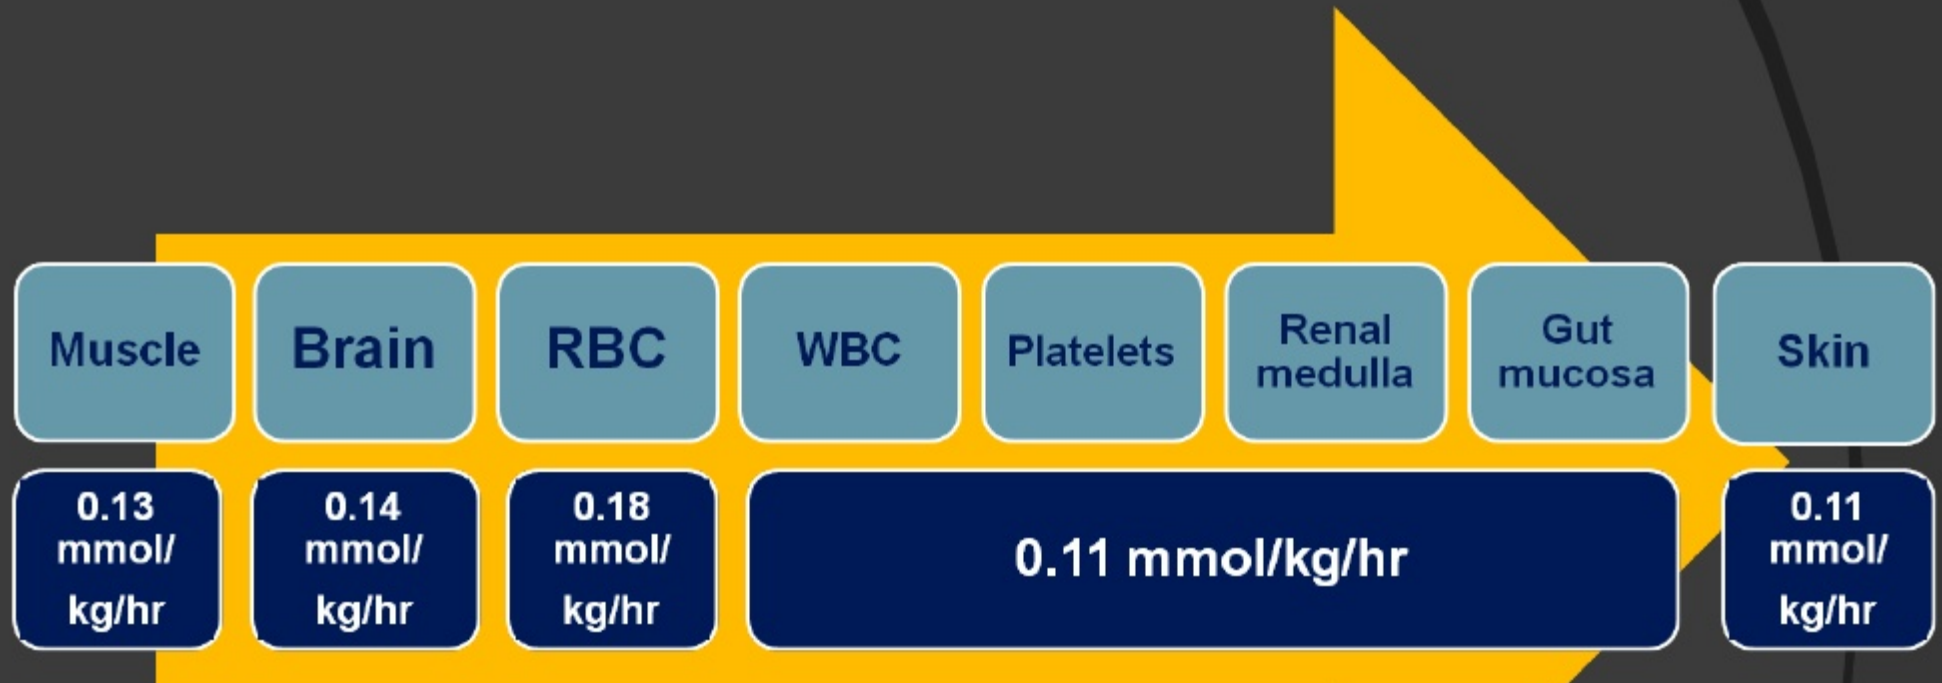 Muscle
Brain
RBC
WBC
Platelets
Renal
medulla
Gut
mucosa
Skin
0.13
mmol/
kg/hr
0.14
mmol/
kg/hr
0.18
mmol/
kg/hr
0.11 mmol/kg/hr
0.11
mmol/
kg/hr